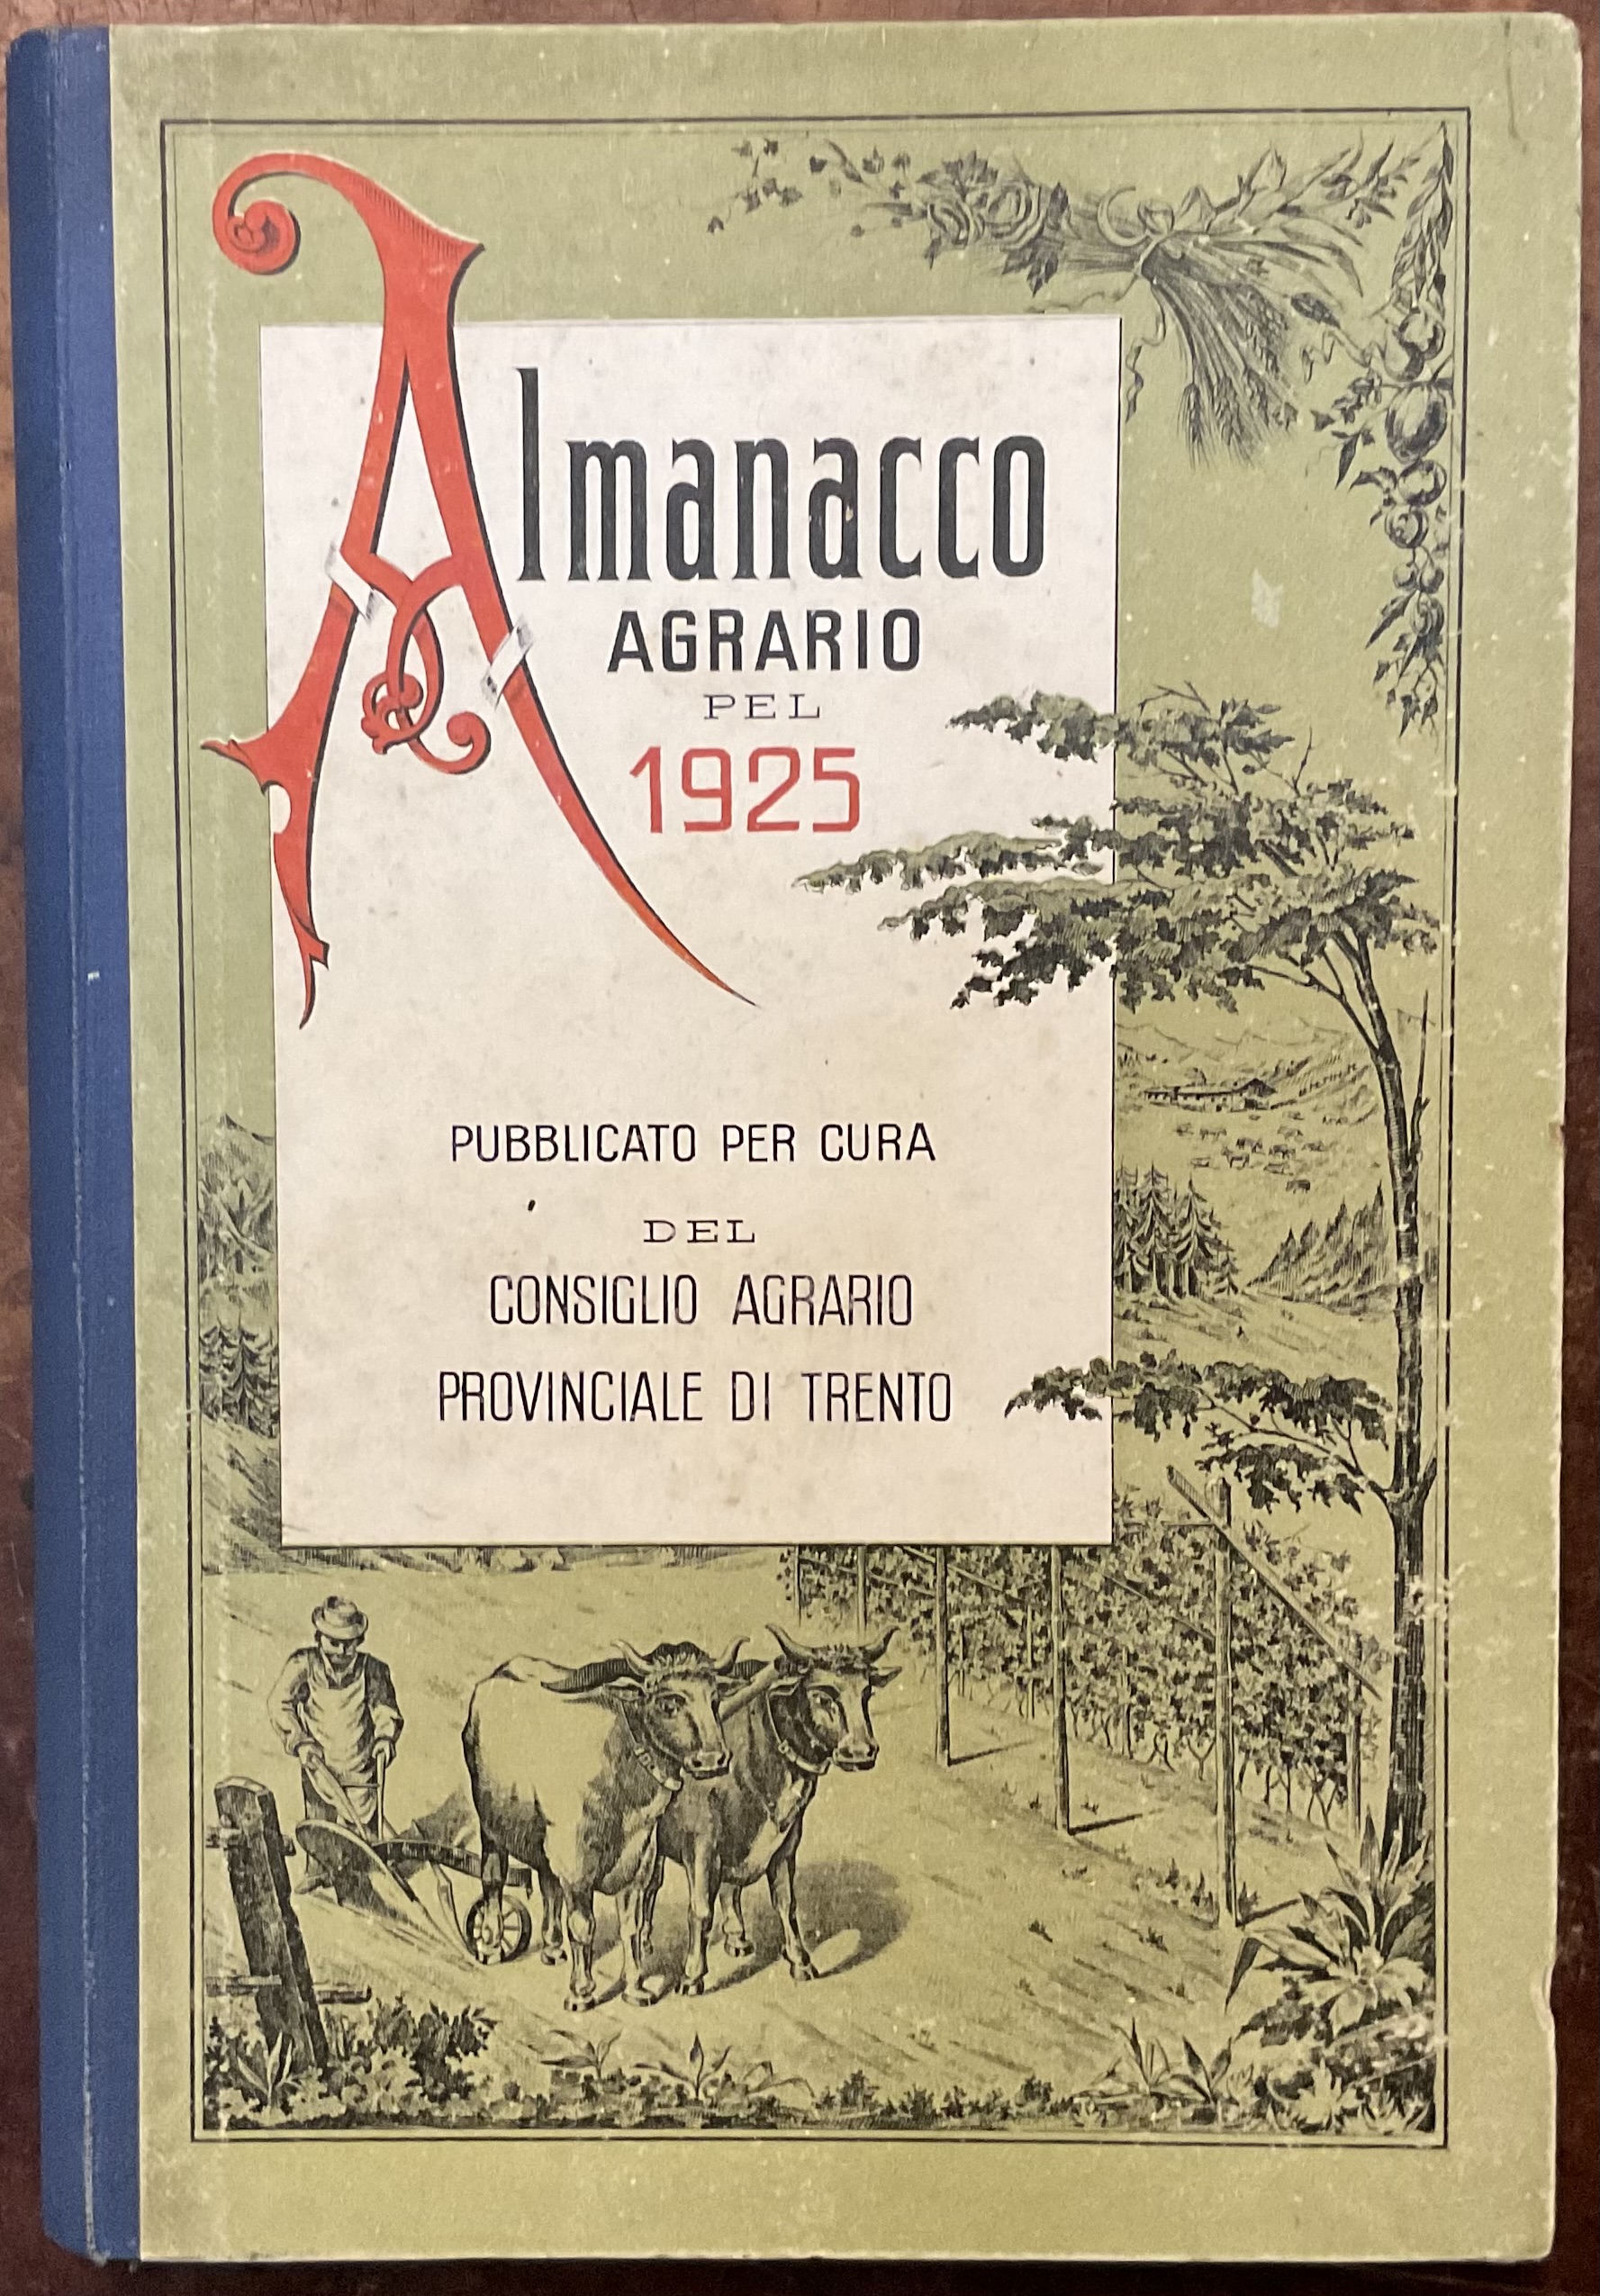 Almanacco
AGRARIO
PEL
1925
PUBBLICATO PER CURA
DEL
CONSIGLIO AGRARIO
PROVINCIALE DI TRENTO